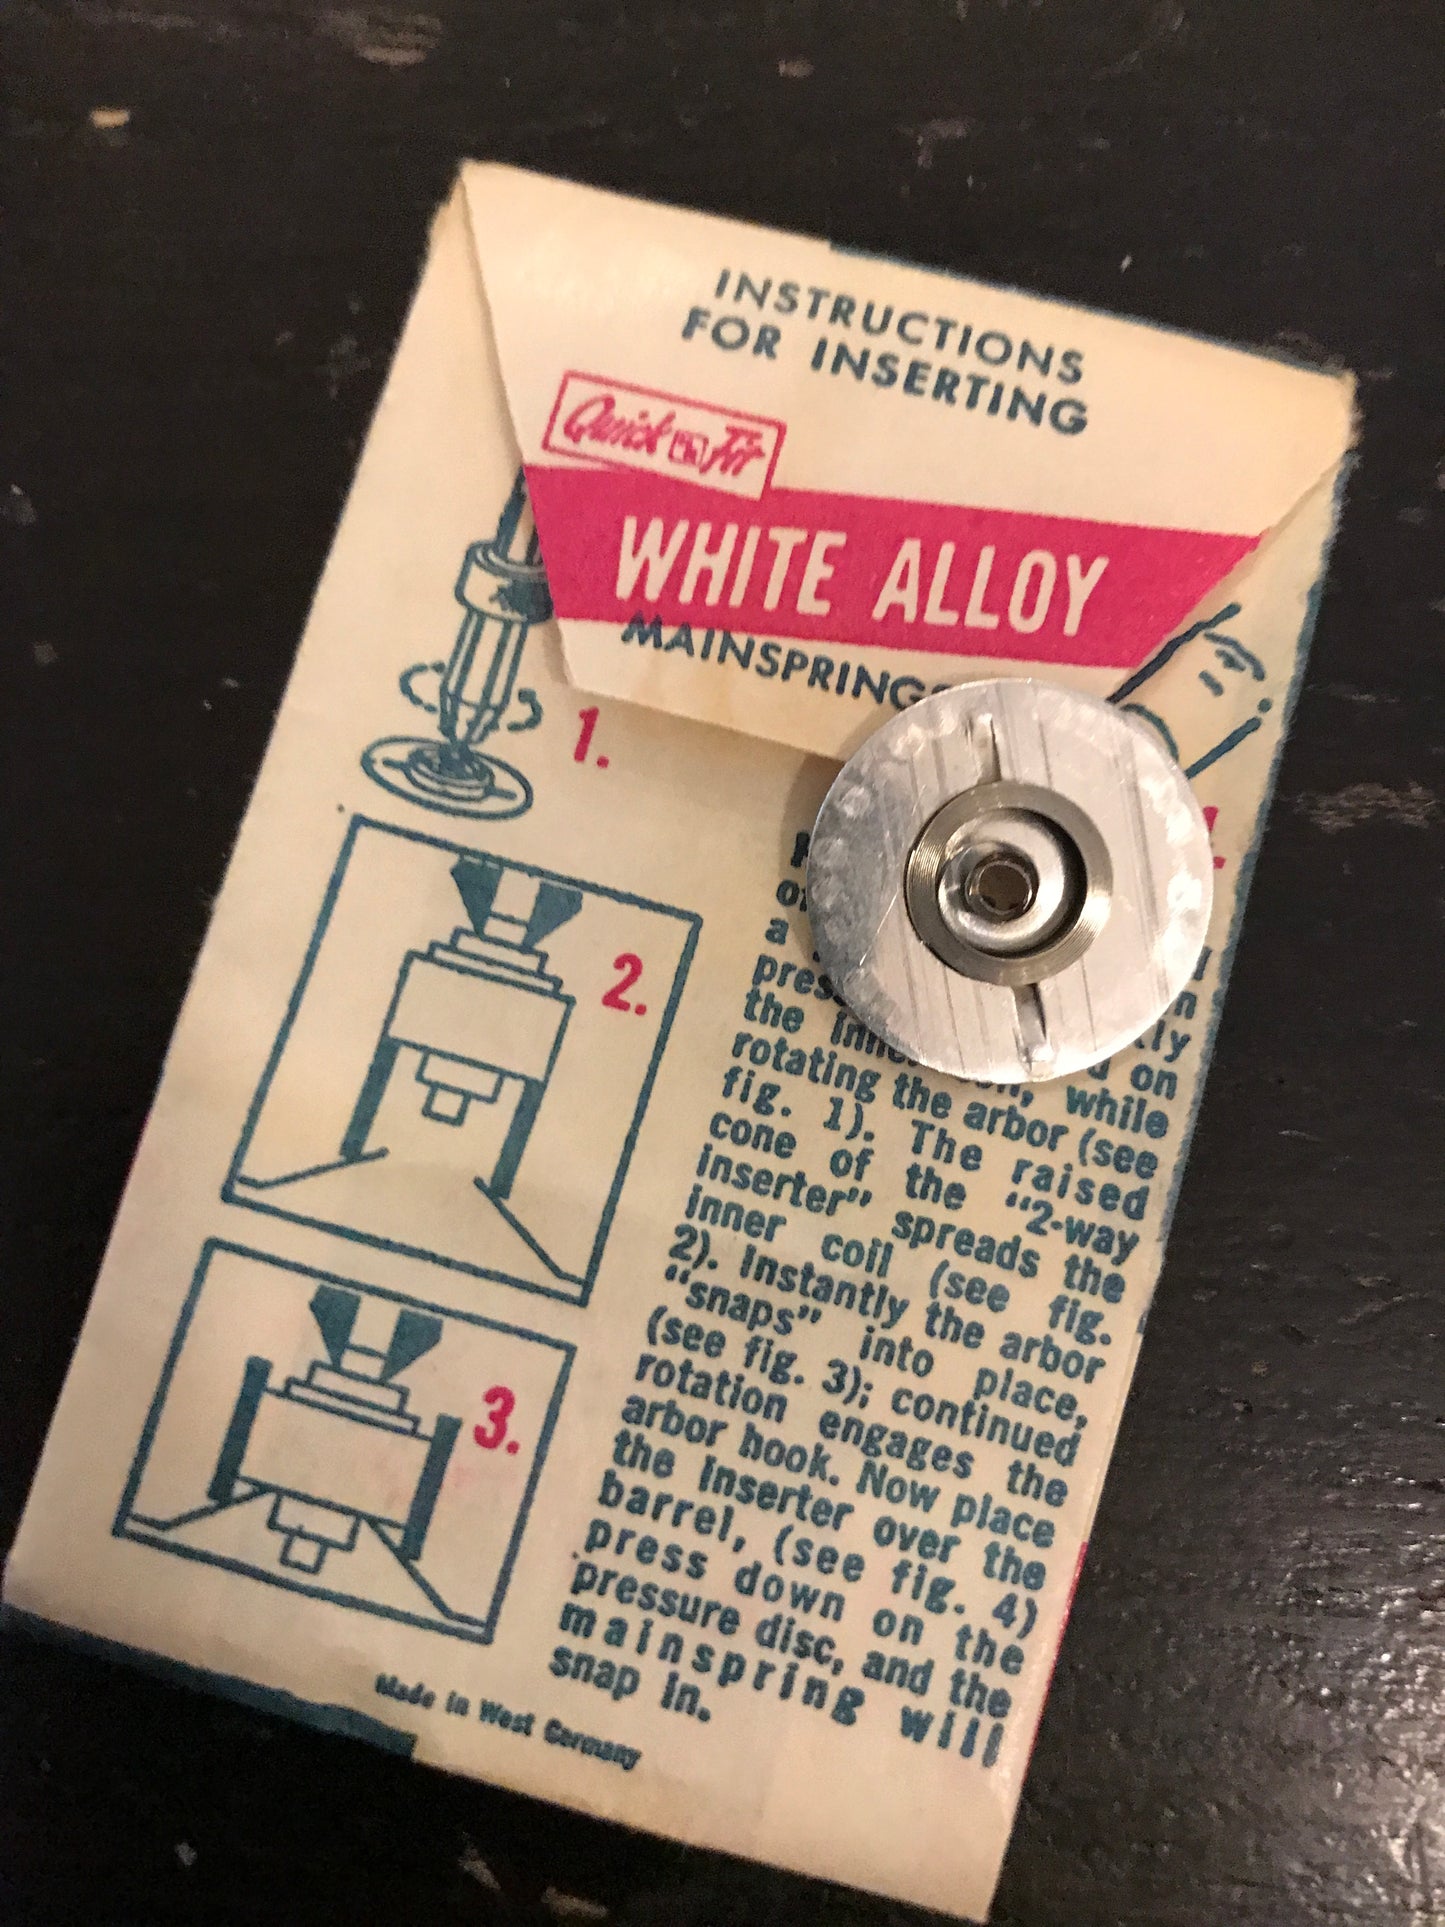 INSTRUCTIONS
FOR INSERTING
Quick Fit
WHITE ALLOY
MAINSPRING
1.
2.
3.
a
the
on
while
rotating the arbor (see
fig. 1). The raised
cone of the "2-way
inserter" spreads the
inner coil (see fig.
2). Instantly the arbor
"snaps" into place,
(see fig. 3); continued
rotation engages the
arbor hook. Now place
the Inserter over the
barrel, (see fig. 4)
press down on the
pressure disc, and the
mainspring will
snap in.
Made in West Germany